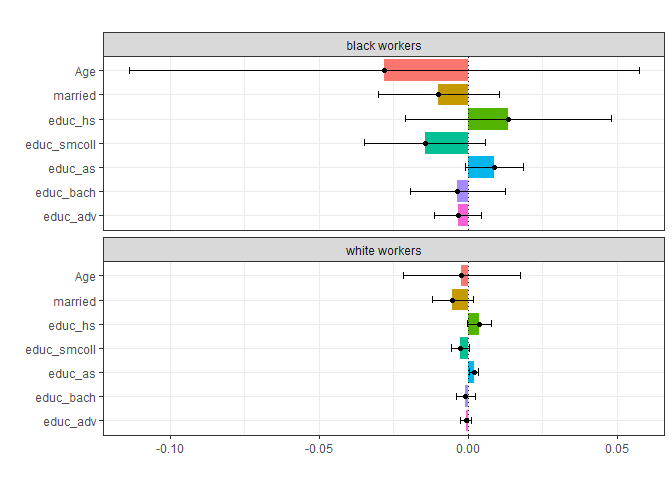 black workers
Age
married
educ_hs
educ_smcoll
educ_as
educ_bach
educ_adv
white workers
Age
married
educ_hs
educ_smcoll
educ_as
educ_bach
educ_adv
-0.10 -0.05 0.00 0.05